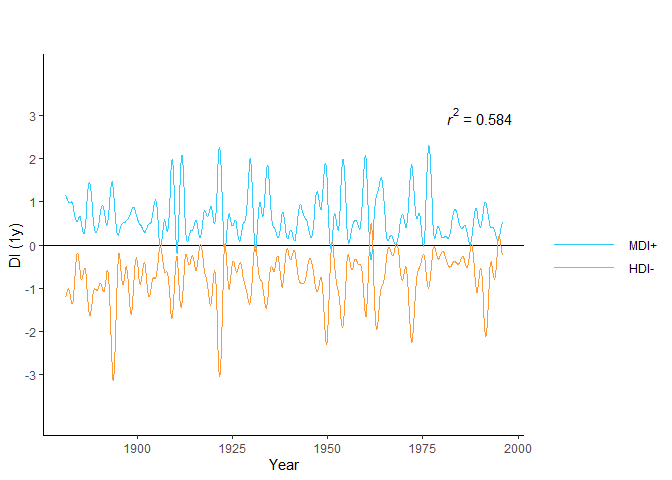 r² = 0.584
3
2
1
0
-1
-2
-3
DI (1y)
1900 1925 1950 1975 2000
Year
MDI+
HDI-